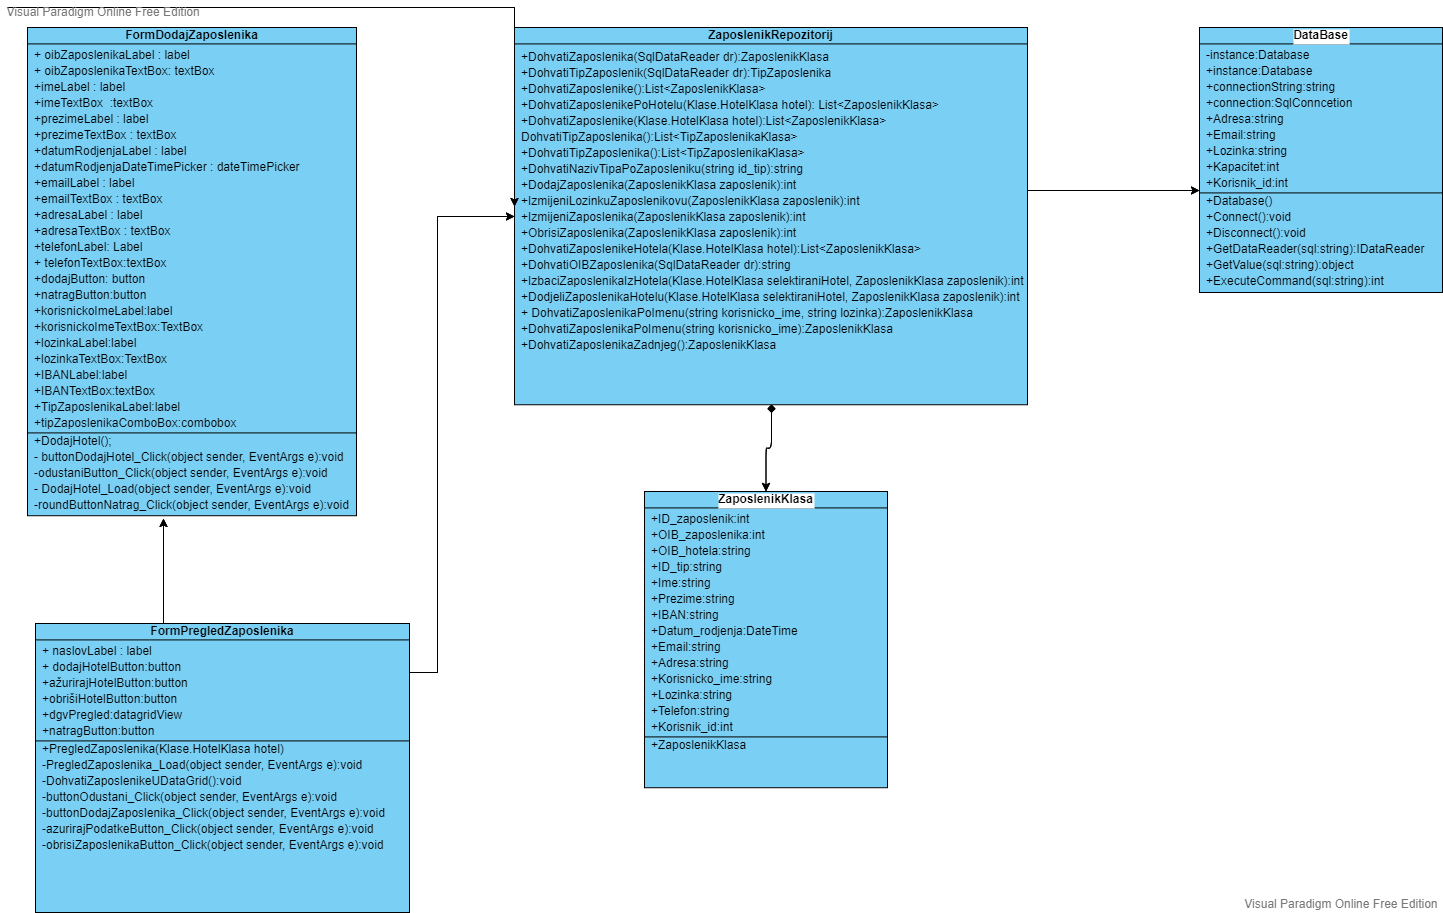 Visual Paradigm Online Free Edition
FormDodajZaposlenika
+ oibZaposlenikaLabel : label
+ oibZaposlenikaTextBox: textBox
+imeLabel : label
+imeTextBox :textBox
+prezimeLabel : label
+prezimeTextBox : textBox
+datumRodjenjaLabel : label
+datumRodjenjaDateTimePicker : dateTimePicker
+emailLabel : label
+emailTextBox : textBox
+adresaLabel : label
+adresaTextBox : textBox
+telefonLabel: Label
+ telefonTextBox:textBox
+dodajButton: button
+natragButton:button
+korisnickoImeLabel:label
+korisnickoImeTextBox:TextBox
+lozinkaLabel:label
+lozinkaTextBox:TextBox
+IBANLabel:label
+IBANTextBox:textBox
+TipZaposlenikaLabel:label
+tipZaposlenikaComboBox:combobox
+DodajHotel();
- buttonDodajHotel_Click(object sender, EventArgs e):void
-odustaniButton_Click(object sender, EventArgs e):void
- DodajHotel_Load(object sender, EventArgs e):void
-roundButtonNatrag_Click(object sender, EventArgs e):void
ZaposlenikRepozitorij
+DohvatiZaposlenika(SqlDataReader dr):ZaposlenikKlasa
+DohvatiTipZaposlenik(SqlDataReader dr):TipZaposlenika
+DohvatiZaposlenike():List<ZaposlenikKlasa>
+DohvatiZaposlenikePoHotelu(Klase.HotelKlasa hotel): List<ZaposlenikKlasa>
+DohvatiZaposlenike(Klase.HotelKlasa hotel):List<ZaposlenikKlasa>
DohvatiTipZaposlenika():List<TipZaposlenikaKlasa>
+DohvatiTipZaposlenika():List<TipZaposlenikaKlasa>
+DohvatiNazivTipaPoZaposleniku(string id_tip):string
+DodajZaposlenika(ZaposlenikKlasa zaposlenik):int
+IzmijeniLozinkuZaposlenikovu(ZaposlenikKlasa zaposlenik):int
+IzmijeniZaposlenika(ZaposlenikKlasa zaposlenik):int
+ObrisiZaposlenika(ZaposlenikKlasa zaposlenik):int
+DohvatiZaposlenikeHotela(Klase.HotelKlasa hotel):List<ZaposlenikKlasa>
+DohvatiOIBZaposlenika(SqlDataReader dr):string
+IzbaciZaposlenikaIzHotela(Klase.HotelKlasa selektiraniHotel, ZaposlenikKlasa zaposlenik):int
+DodjeliZaposlenikaHotelu(Klase.HotelKlasa selektiraniHotel, ZaposlenikKlasa zaposlenik):int
+ DohvatiZaposlenikaPoImenu(string korisnicko_ime, string lozinka):ZaposlenikKlasa
+DohvatiZaposlenikaPoImenu(string korisnicko_ime):ZaposlenikKlasa
+DohvatiZaposlenikaZadnjeg():ZaposlenikKlasa
DataBase
-instance:Database
+instance:Database
+connectionString:string
+connection:SqlConncetion
+Adresa:string
+Email:string
+Lozinka:string
+Kapacitet:int
+Korisnik_id:int
+Database()
+Connect():void
+Disconnect():void
+GetDataReader(sql:string):IDataReader
+GetValue(sql:string):object
+ExecuteCommand(sql:string):int
ZaposlenikKlasa
+ID_zaposlenik:int
+OIB_zaposlenika:int
+OIB_hotela:string
+ID_tip:string
+Ime:string
+Prezime:string
+IBAN:string
+Datum_rodjenja:DateTime
+Email:string
+Adresa:string
+Korisnicko_ime:string
+Lozinka:string
+Telefon:string
+Korisnik_id:int
+ZaposlenikKlasa
FormPregledZaposlenika
+ naslovLabel : label
+ dodajHotelButton:button
+ažurirajHotelButton:button
+obrišiHotelButton:button
+dgvPregled:datagridView
+natragButton:button
+PregledZaposlenika(Klase.HotelKlasa hotel)
-PregledZaposlenika_Load(object sender, EventArgs e):void
-DohvatiZaposlenikeUDataGrid():void
-buttonOdustani_Click(object sender, EventArgs e):void
-buttonDodajZaposlenika_Click(object sender, EventArgs e):void
-azurirajPodatkeButton_Click(object sender, EventArgs e):void
-obrisiZaposlenikaButton_Click(object sender, EventArgs e):void
Visual Paradigm Online Free Edition